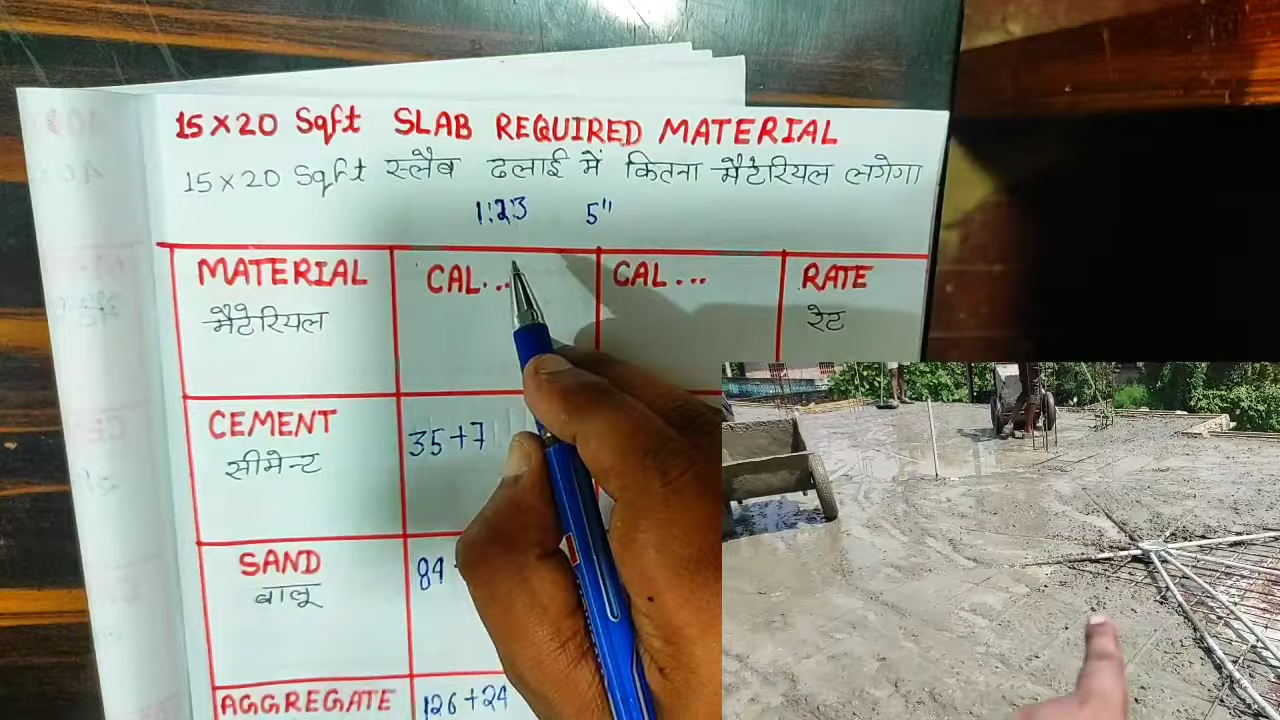 15×20 Sqft SLAB REQUIRED MATERIAL
15×20 Sqft स्लैब ढलाई में कितना मैटेरियल लगेगा
1:2:3 5"
MATERIAL CAL... CAL... RATE
मैटेरियल रेट
CEMENT 35+7
सीमेन्ट
SAND 84
बालू
AGGREGATE 126+24